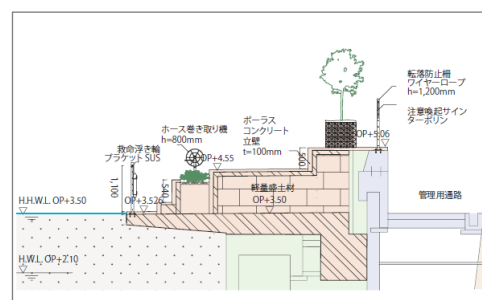 転落防止柵
ワイヤーロープ
h=1,200mm
注意喚起サイン
ターポリン
ホース巻き取り機
h=800mm
ポーラス
コンクリート
立壁
t=100mm
救命浮き輪
ブラケット SUS
OP+5.06
OP+4.55
500
1,100
540
軽量盛土材
OP+3.50
管理用通路
OP+3.526
H.H.W.L. OP+3.50
H.W.L. OP+2.10